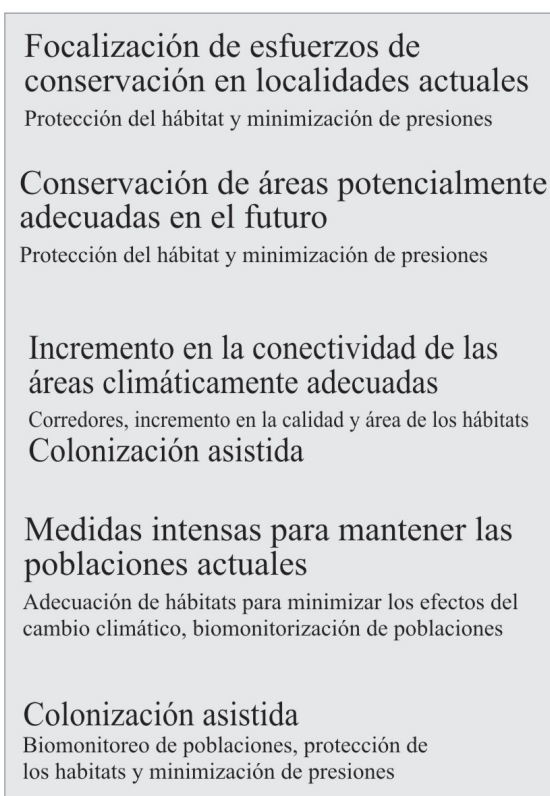 Focalización de esfuerzos de
conservación en localidades actuales
Protección del hábitat y minimización de presiones
Conservación de áreas potencialmente
adecuadas en el futuro
Protección del hábitat y minimización de presiones
Incremento en la conectividad de las
áreas climáticamente adecuadas
Corredores, incremento en la calidad y área de los hábitats
Colonización asistida
Medidas intensas para mantener las
poblaciones actuales
Adecuación de hábitats para minimizar los efectos del
cambio climático, biomonitorización de poblaciones
Colonización asistida
Biomonitoreo de poblaciones, protección de
los habitats y minimización de presiones